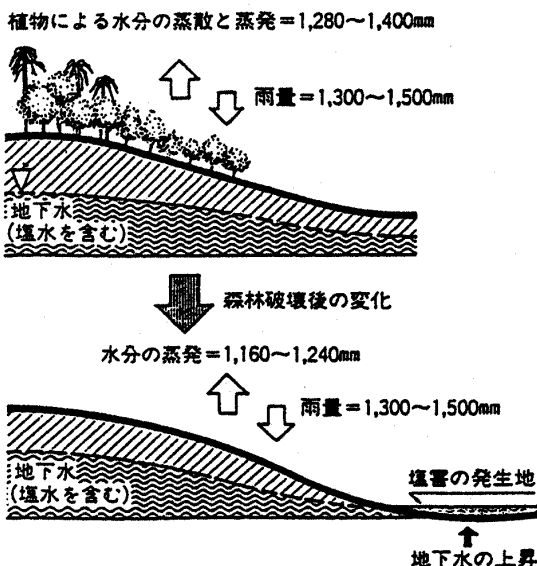 植物による水分の蒸散と蒸発=1,280〜1,400mm
雨量=1,300〜1,500mm
地下水
(塩水を含む)
森林破壊後の変化
水分の蒸発=1,160〜1,240mm
雨量=1,300〜1,500mm
地下水
(塩水を含む)
塩害の発生地
地下水の上昇